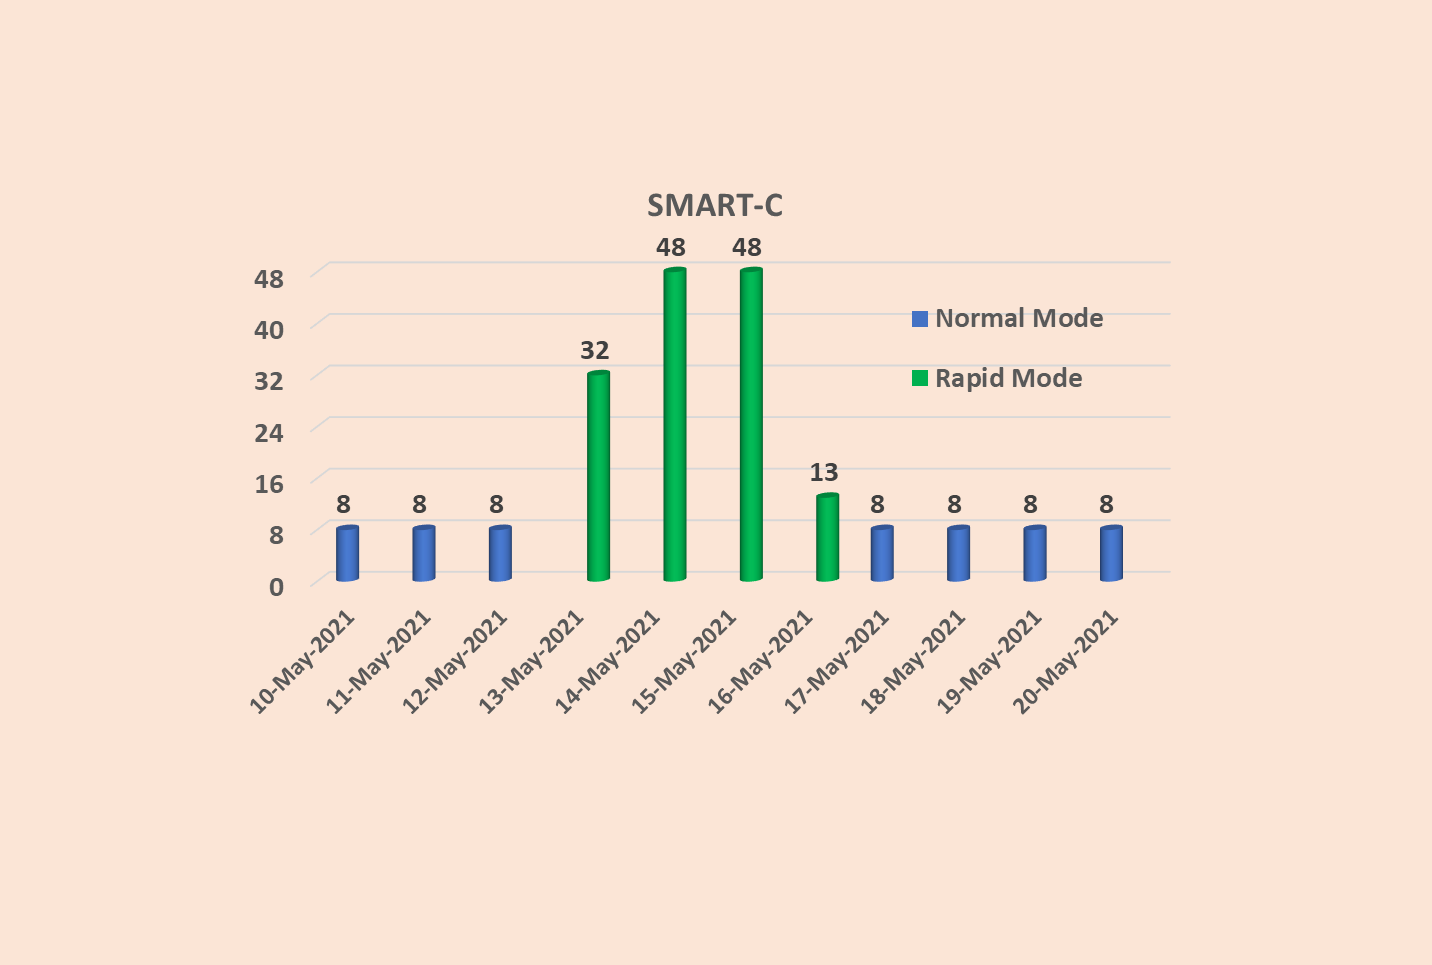 SMART-C
48 48
48
Normal Mode
40
32
Rapid Mode
32
24
13
16
8 8 8 8 8 8 8
8
0
10-May-2021
11-May-2021
12-May-2021
13-May-2021
14-May-2021
15-May-2021
16-May-2021
17-May-2021
18-May-2021
19-May-2021
20-May-2021